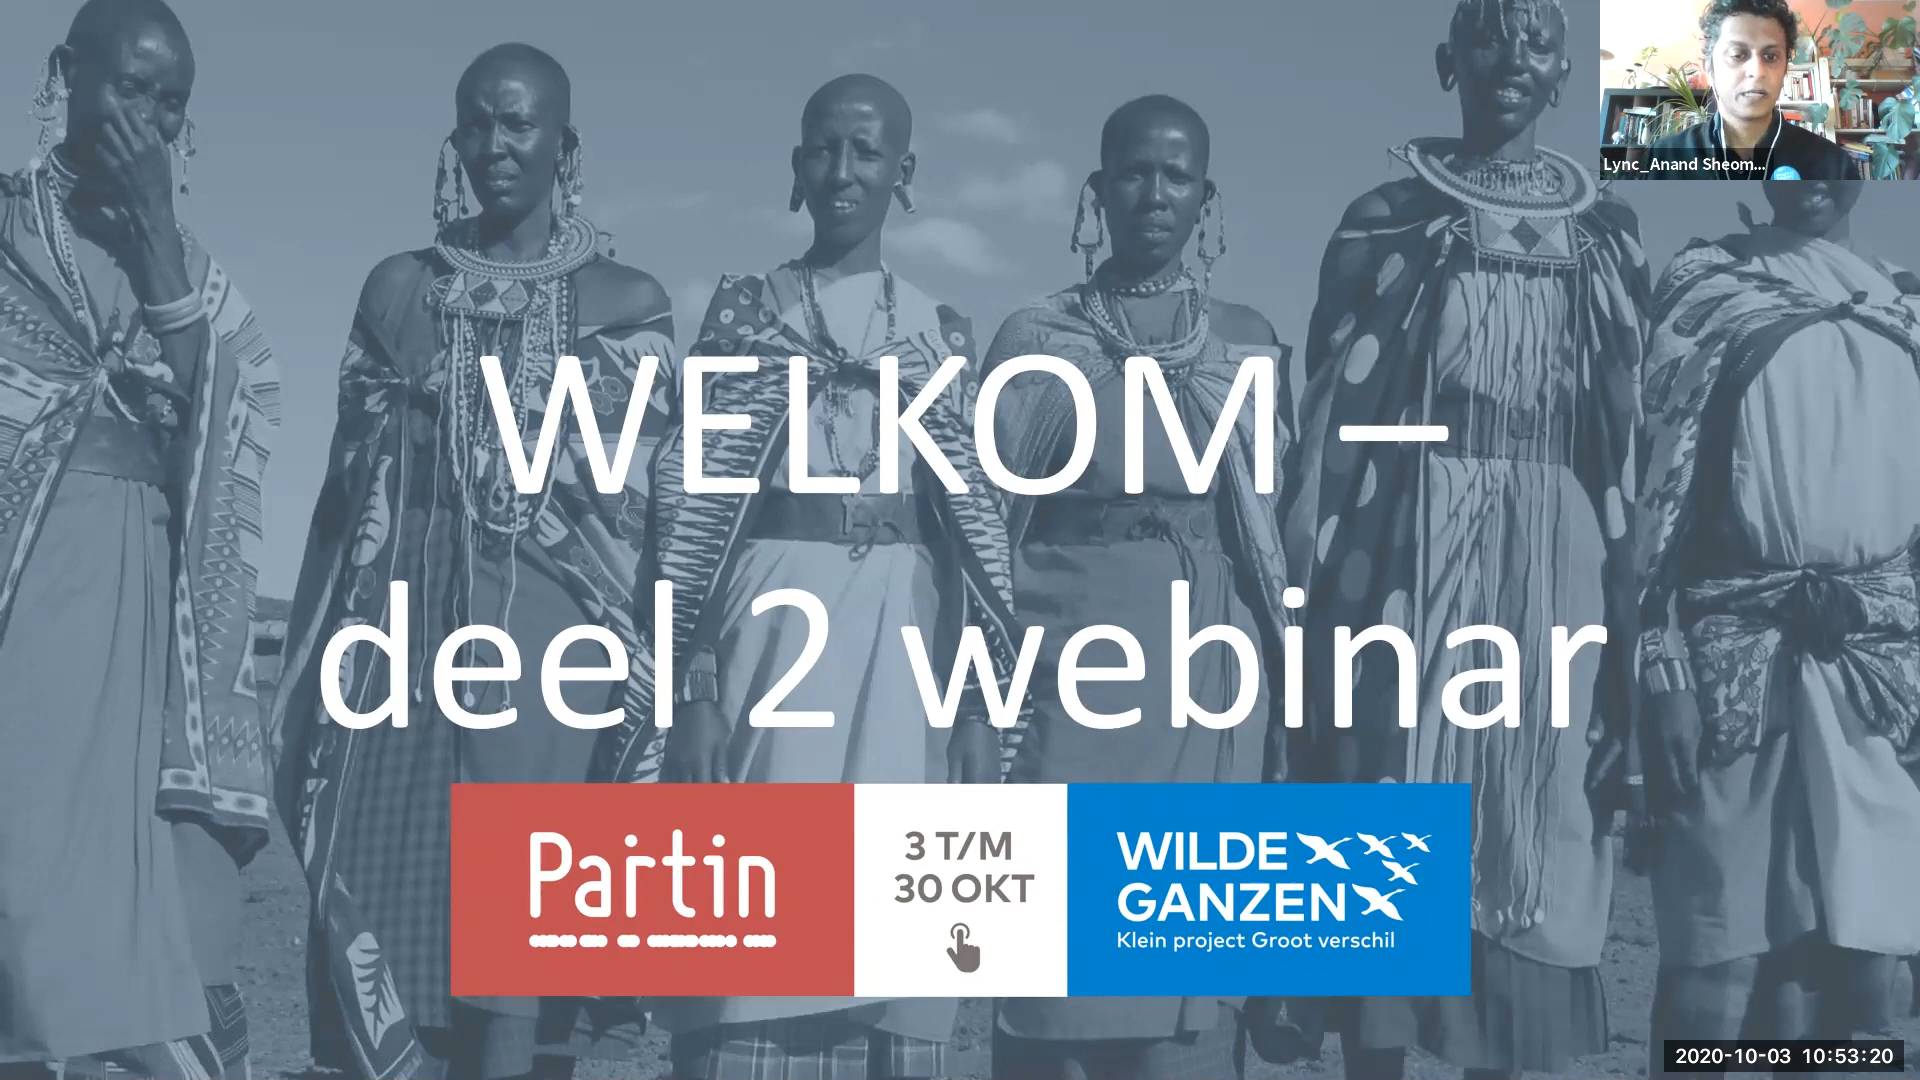 Lync_Anand Sheom...
WELKOM –
deel 2 webinar
Partin
3 T/M
30 OKT
WILDE
GANZEN
Klein project Groot verschil
2020-10-03 10:53:20